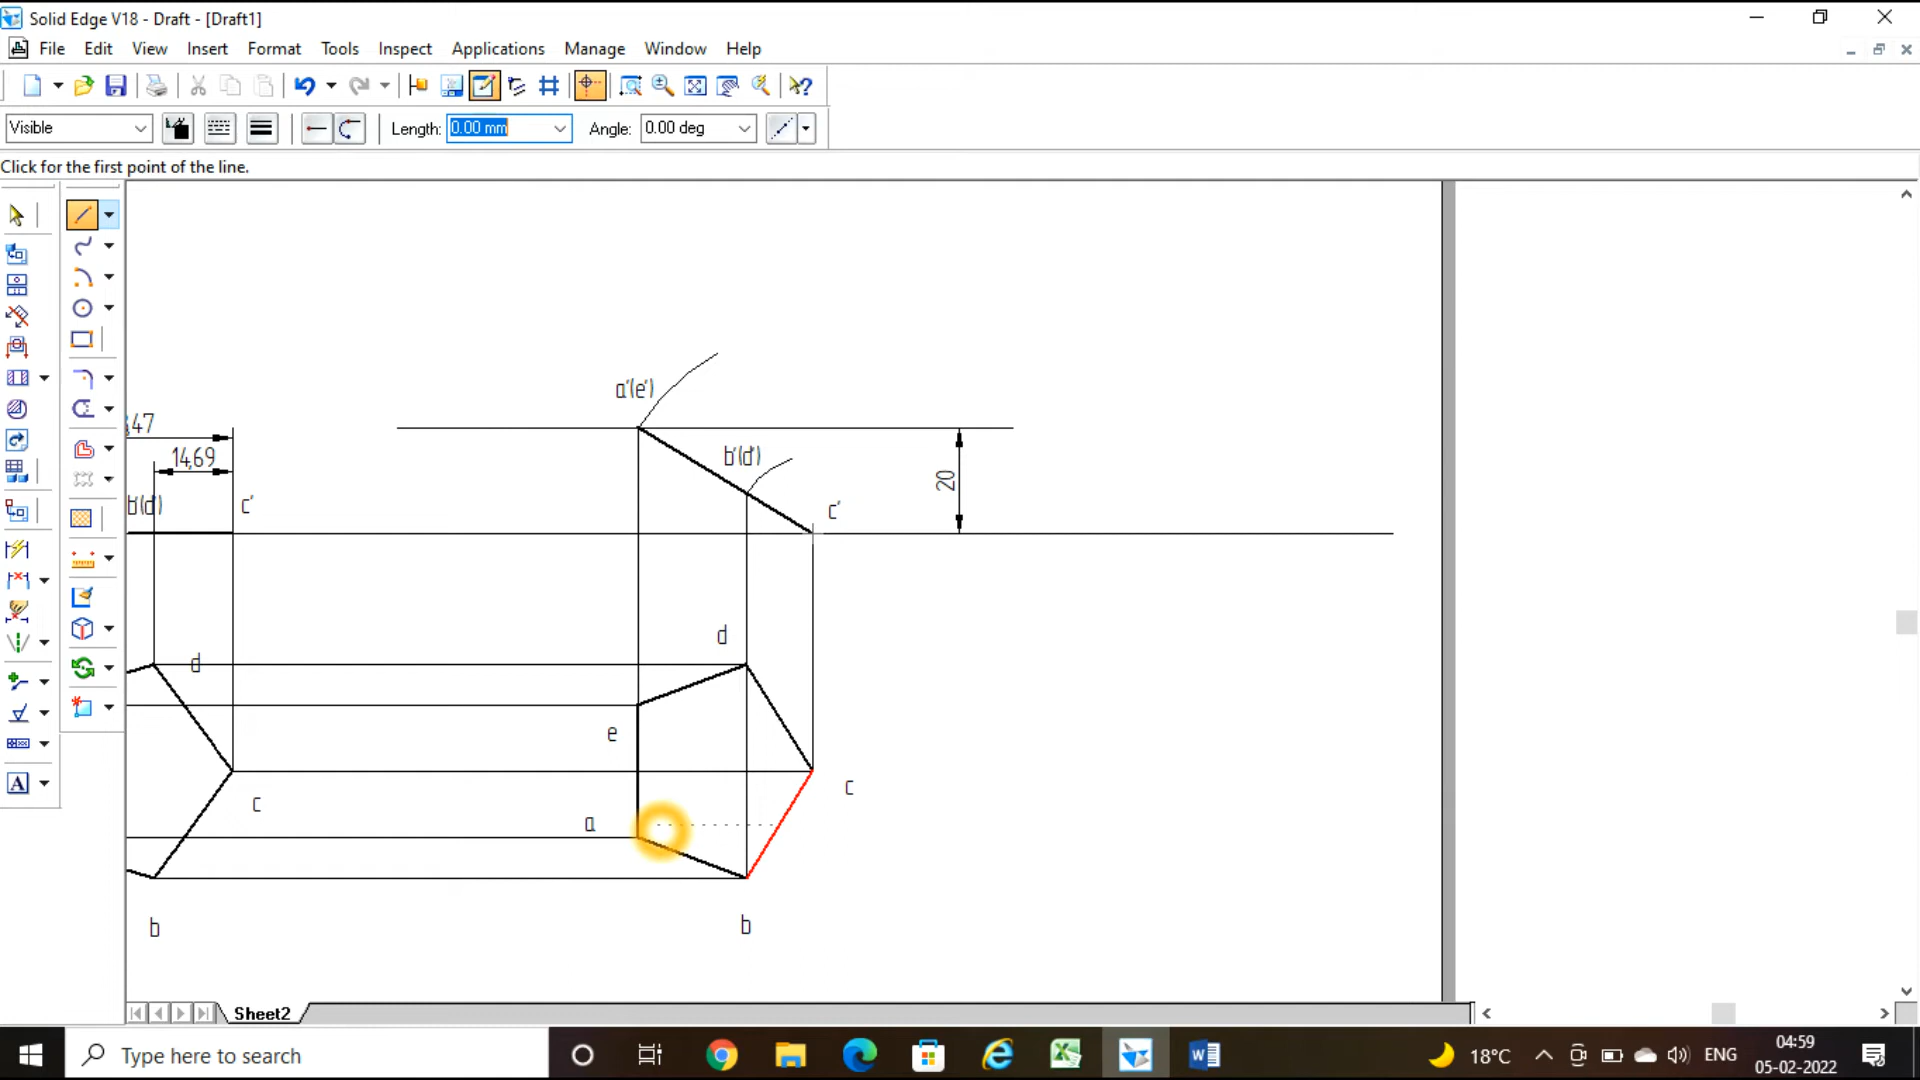 Solid Edge V18 - Draft - [Draft1]
File Edit View Insert Format Tools Inspect Applications Manage Window Help
Visible Length: 0.00 mm Angle: 0.00 deg
Click for the first point of the line.
a'(e')
,47
b'(d')
14,69
20
b'(d')
c'
c'
d
d
e
c
c
a
b
b
Sheet2
A
Type here to search
18°C ENG
04:59
05-02-2022